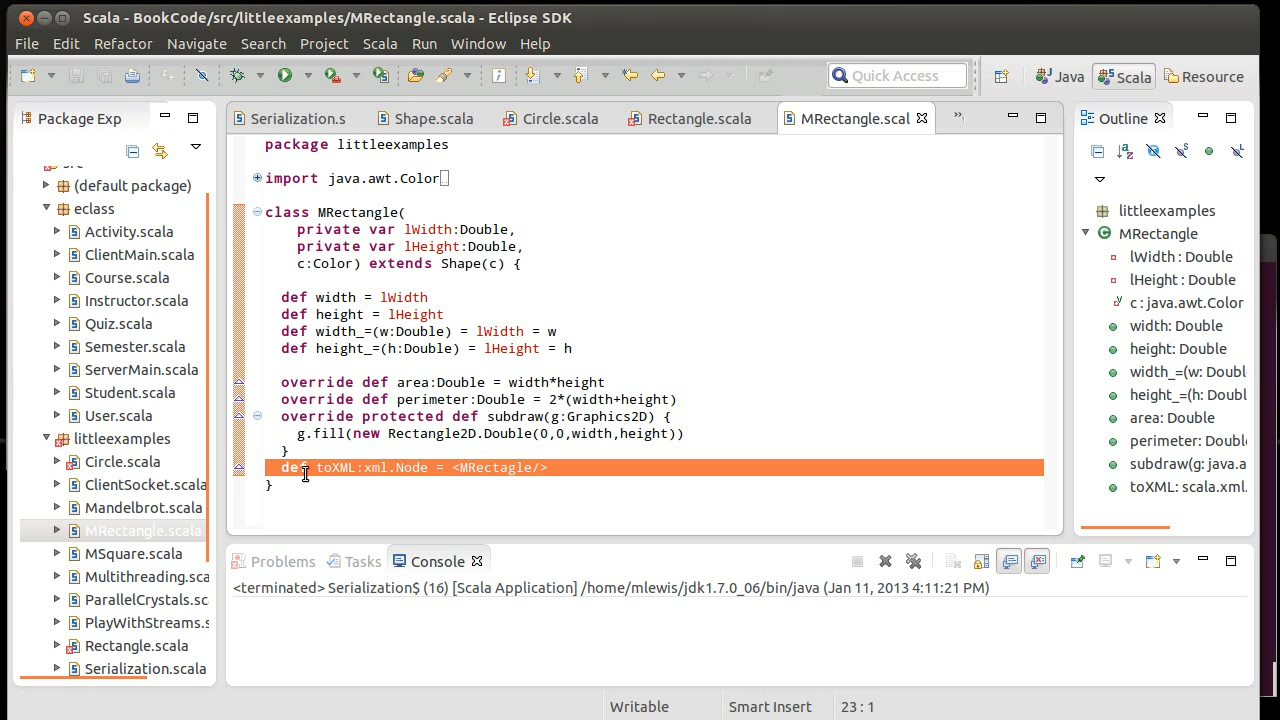 Scala - BookCode/src/littleexamples/MRectangle.scala - Eclipse SDK
File Edit Refactor Navigate Search Project Scala Run Window Help
Quick Access
Java Scala Resource
Package Exp
Serialization.s Shape.scala Circle.scala Rectangle.scala MRectangle.scal
Outline
(default package)
eclass
Activity.scala
ClientMain.scala
Course.scala
Instructor.scala
Quiz.scala
Semester.scala
ServerMain.scala
Student.scala
User.scala
littleexamples
Circle.scala
ClientSocket.scala
Mandelbrot.scala
MRectangle.scala
MSquare.scala
Multithreading.sca
ParallelCrystals.sc
PlayWithStreams.s
Rectangle.scala
Serialization.scala
package littleexamples
import java.awt.Color
class MRectangle(
private var lWidth:Double,
private var lHeight:Double,
c:Color) extends Shape(c) {
def width = lWidth
def height = lHeight
def width_=(w:Double) = lWidth = w
def height_=(h:Double) = lHeight = h
override def area:Double = width*height
override def perimeter:Double = 2*(width+height)
override protected def subdraw(g:Graphics2D) {
g.fill(new Rectangle2D.Double(0,0,width,height))
}
def toXML:xml.Node = <MRectagle/>
}
littleexamples
MRectangle
lWidth : Double
lHeight : Double
c : java.awt.Color
width: Double
height: Double
width_=(w: Doubl
height_=(h: Doubl
area: Double
perimeter: Double
subdraw(g: java.a
toXML: scala.xml.
Problems Tasks Console
<terminated> Serialization$ (16) [Scala Application] /home/mlewis/jdk1.7.0_06/bin/java (Jan 11, 2013 4:11:21 PM)
Writable Smart Insert 23 : 1